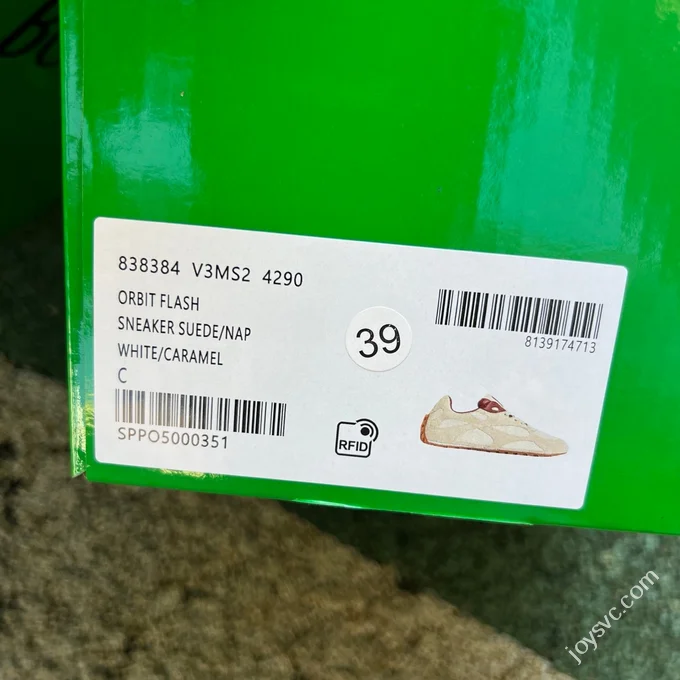 838384 V3MS2 4290
ORBIT FLASH
SNEAKER SUEDE/NAP
WHITE/CARAMEL
C
SPPO5000351
39
RFID
8139174713
joysvc.com